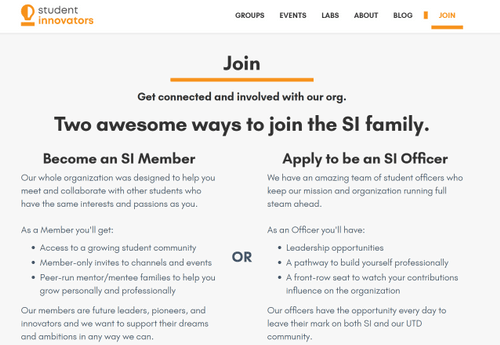 student
innovators
GROUPS EVENTS LABS ABOUT BLOG JOIN
Join
Get connected and involved with our org.
Two awesome ways to join the SI family.
Become an SI Member
Our whole organization was designed to help you
meet and collaborate with other students who
have the same interests and passions as you.
As a Member you'll get:
Access to a growing student community
Member-only invites to channels and events
Peer-run mentor/mentee families to help you
grow personally and professionally
Our members are future leaders, pioneers, and
innovators and we want to support their dreams
and ambitions in any way we can.
OR
Apply to be an SI Officer
We have an amazing team of student officers who
keep our mission and organization running full
steam ahead.
As an Officer you'll have:
Leadership opportunities
A pathway to build yourself professionally
A front-row seat to watch your contributions
influence on the organization
Our officers have the opportunity every day to
leave their mark on both SI and our UTD
community.